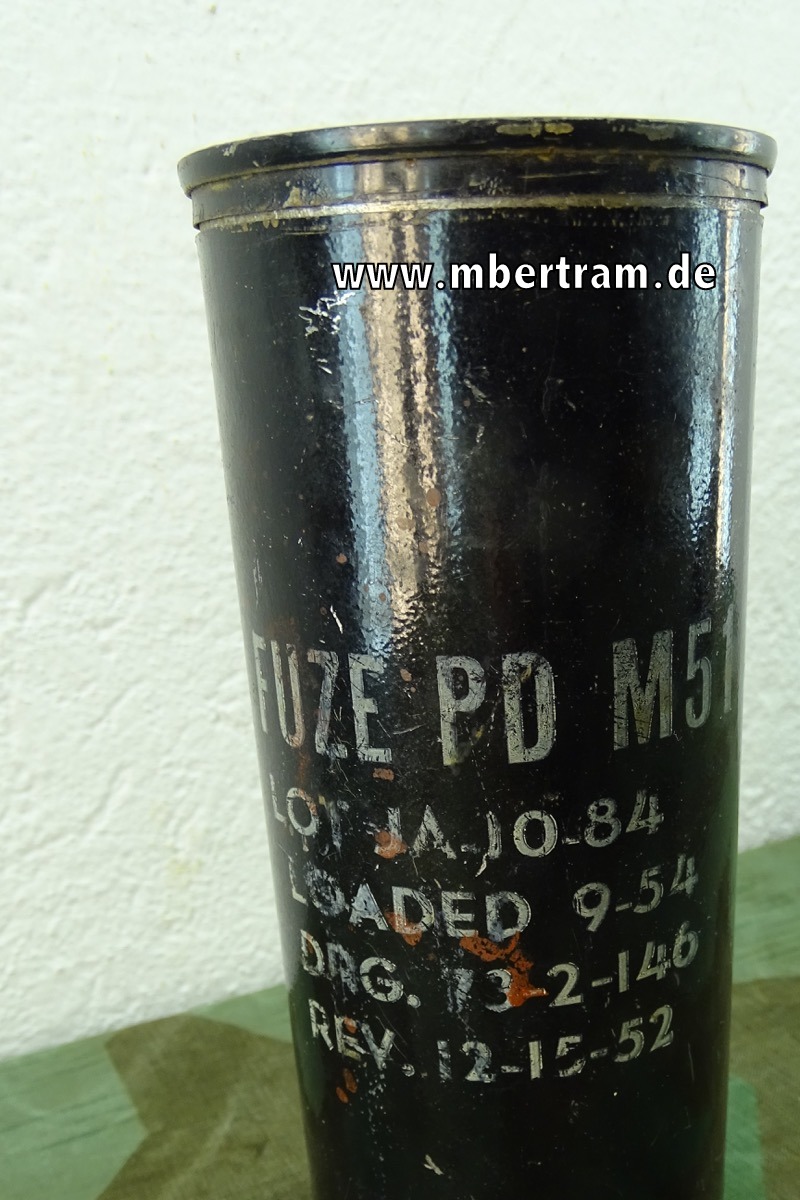 www.mbertram.de
FUZE PD M51
LOT JA-JO-84
LOADED 9-54
DRG. 73-2-146
REV. 12-15-52